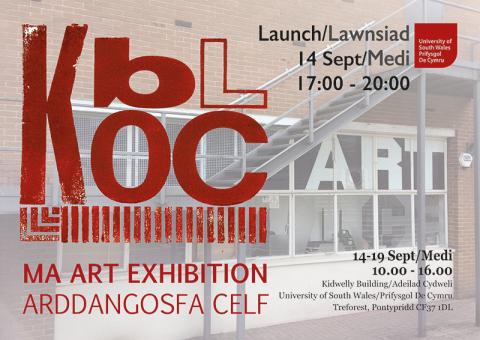 KbL
OC
MA ART EXHIBITION
ARDDANGOSFA CELF
Launch/Lawnsiad
14 Sept/Medi
17:00 - 20:00
University of
South Wales
Prifysgol
De Cymru
ART
14-19 Sept/Medi
10.00 - 16.00
Kidwelly Building/Adeilad Cydweli
University of South Wales/Prifysgol De Cymru
Treforest, Pontypridd CF37 1DL